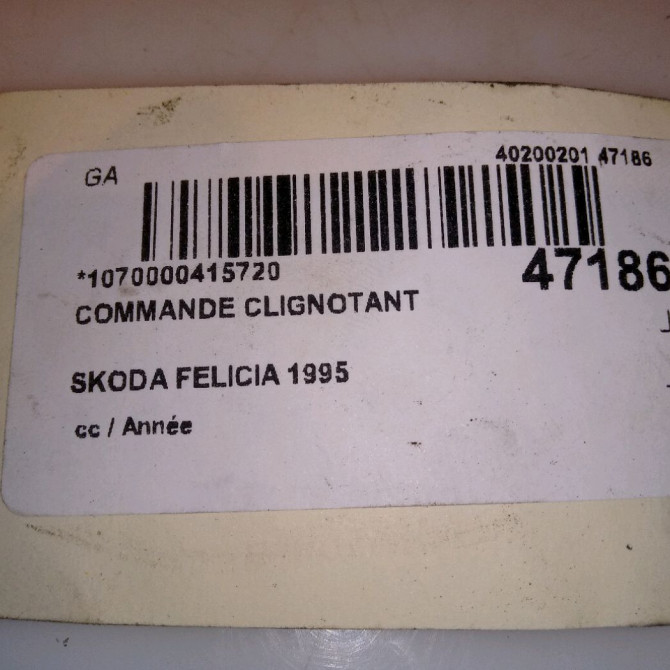 GA
40200201 47186
*1070000415720
47186
COMMANDE CLIGNOTANT
SKODA FELICIA 1995
cc / Année